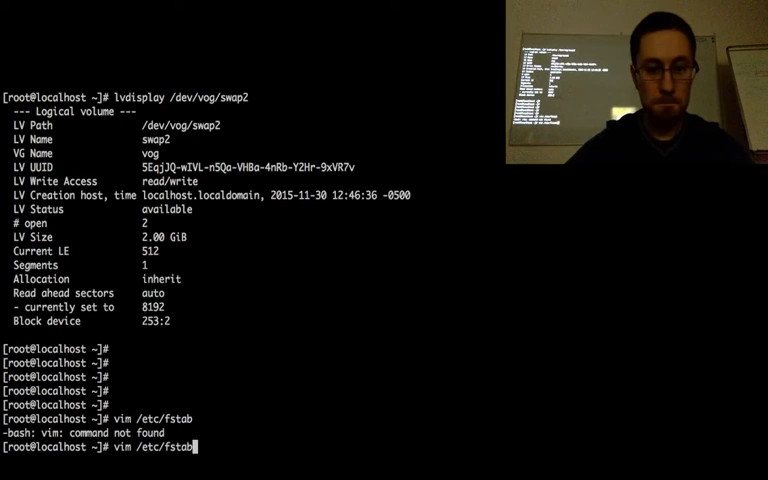 [root@localhost ~]# lvdisplay /dev/vog/swap2
--- Logical volume ---
LV Path /dev/vog/swap2
LV Name swap2
VG Name vog
LV UUID 5EqjJQ-wIVL-n5Qa-VHBa-4nRb-Y2Hr-9xVR7v
LV Write Access read/write
LV Creation host, time localhost.localdomain, 2015-11-30 12:46:36 -0500
LV Status available
# open 2
LV Size 2.00 GiB
Current LE 512
Segments 1
Allocation inherit
Read ahead sectors auto
- currently set to 8192
Block device 253:2
[root@localhost ~]#
[root@localhost ~]#
[root@localhost ~]#
[root@localhost ~]#
[root@localhost ~]#
[root@localhost ~]# vim /etc/fstab
-bash: vim: command not found
[root@localhost ~]# vim /etc/fstab